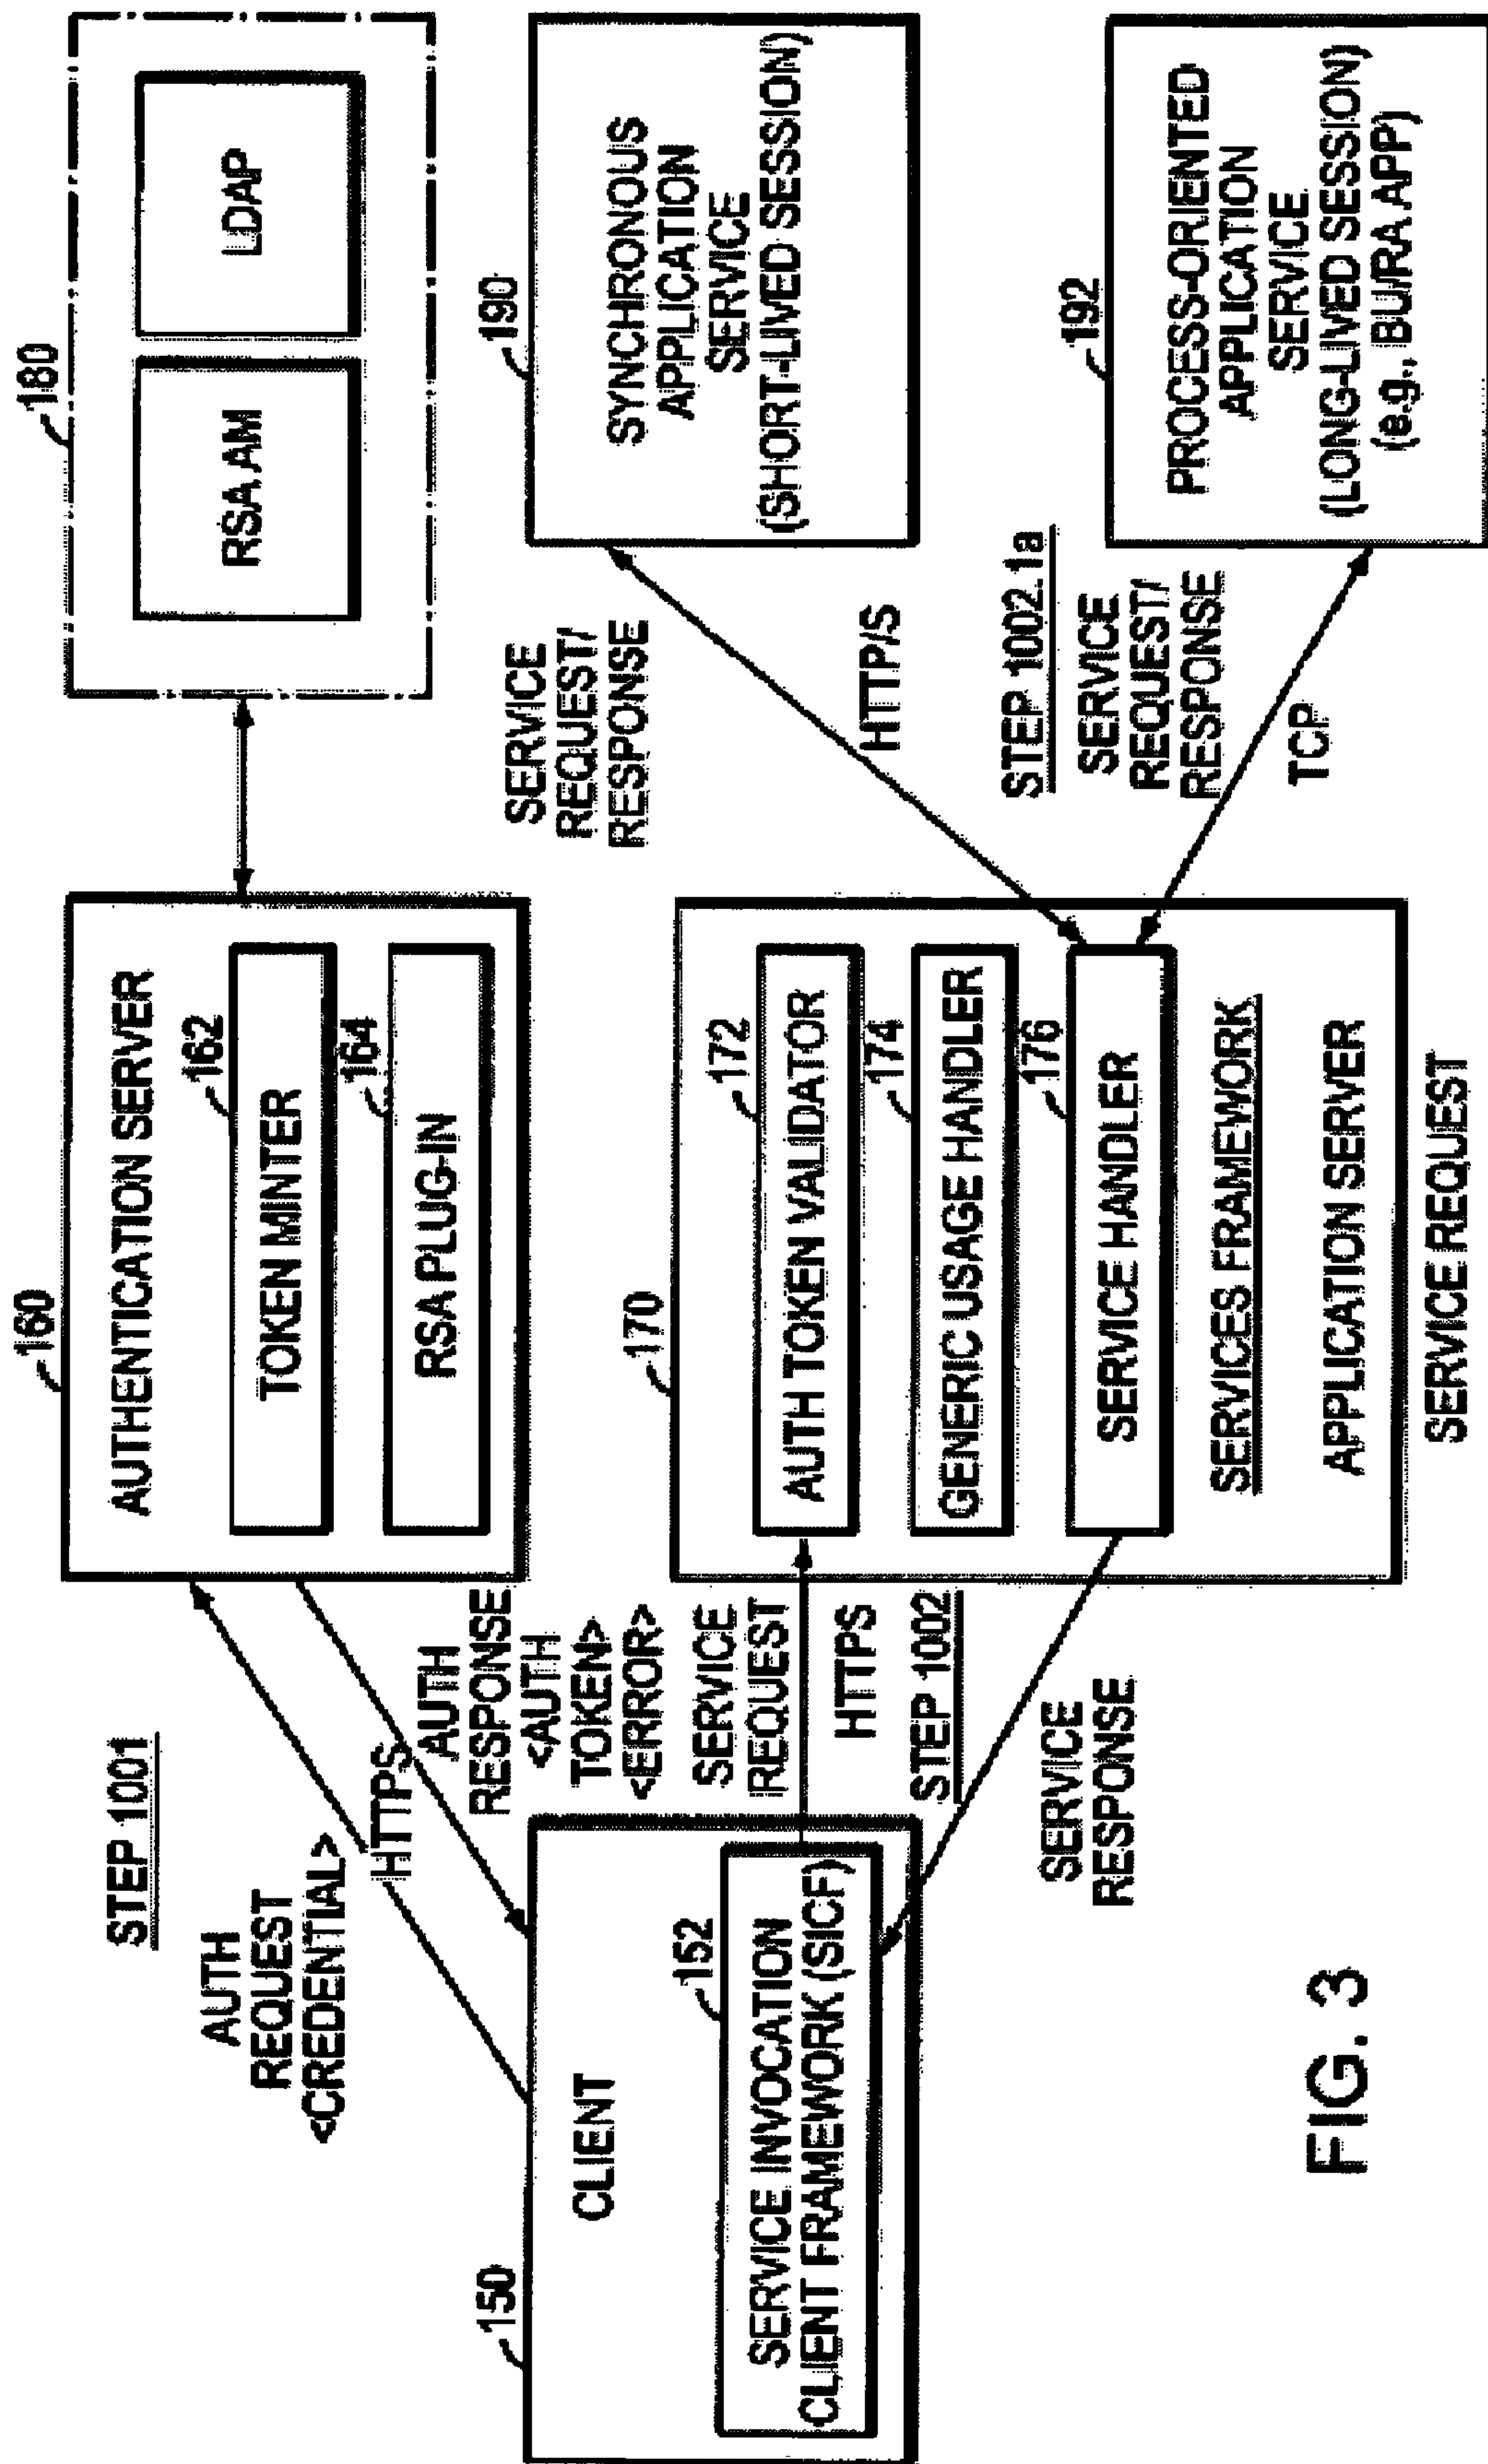 160
AUTHENTICATION SERVER
162
TOKEN MINTER
164
RSA PLUG-IN
180
RSA AM
LDAP
STEP 1001
AUTH
REQUEST
<CREDENTIAL>
HTTPS
AUTH
RESPONSE
<AUTH
TOKEN>
<ERROR>
150
CLIENT
152
SERVICE INVOCATION
CLIENT FRAMEWORK (SICF)
SERVICE
REQUEST
HTTPS
STEP 1002
SERVICE
RESPONSE
170
172
AUTH TOKEN VALIDATOR
174
GENERIC USAGE HANDLER
176
SERVICE HANDLER
SERVICES FRAMEWORK
APPLICATION SERVER
SERVICE REQUEST
SERVICE
REQUEST/
RESPONSE
HTTP/S
190
SYNCHRONOUS
APPLICATION
SERVICE
(SHORT-LIVED SESSION)
STEP 1002.1a
SERVICE
REQUEST/
RESPONSE
TCP
192
PROCESS-ORIENTED
APPLICATION
SERVICE
(LONG-LIVED SESSION)
(e.g., BU/RA APP)
FIG. 3